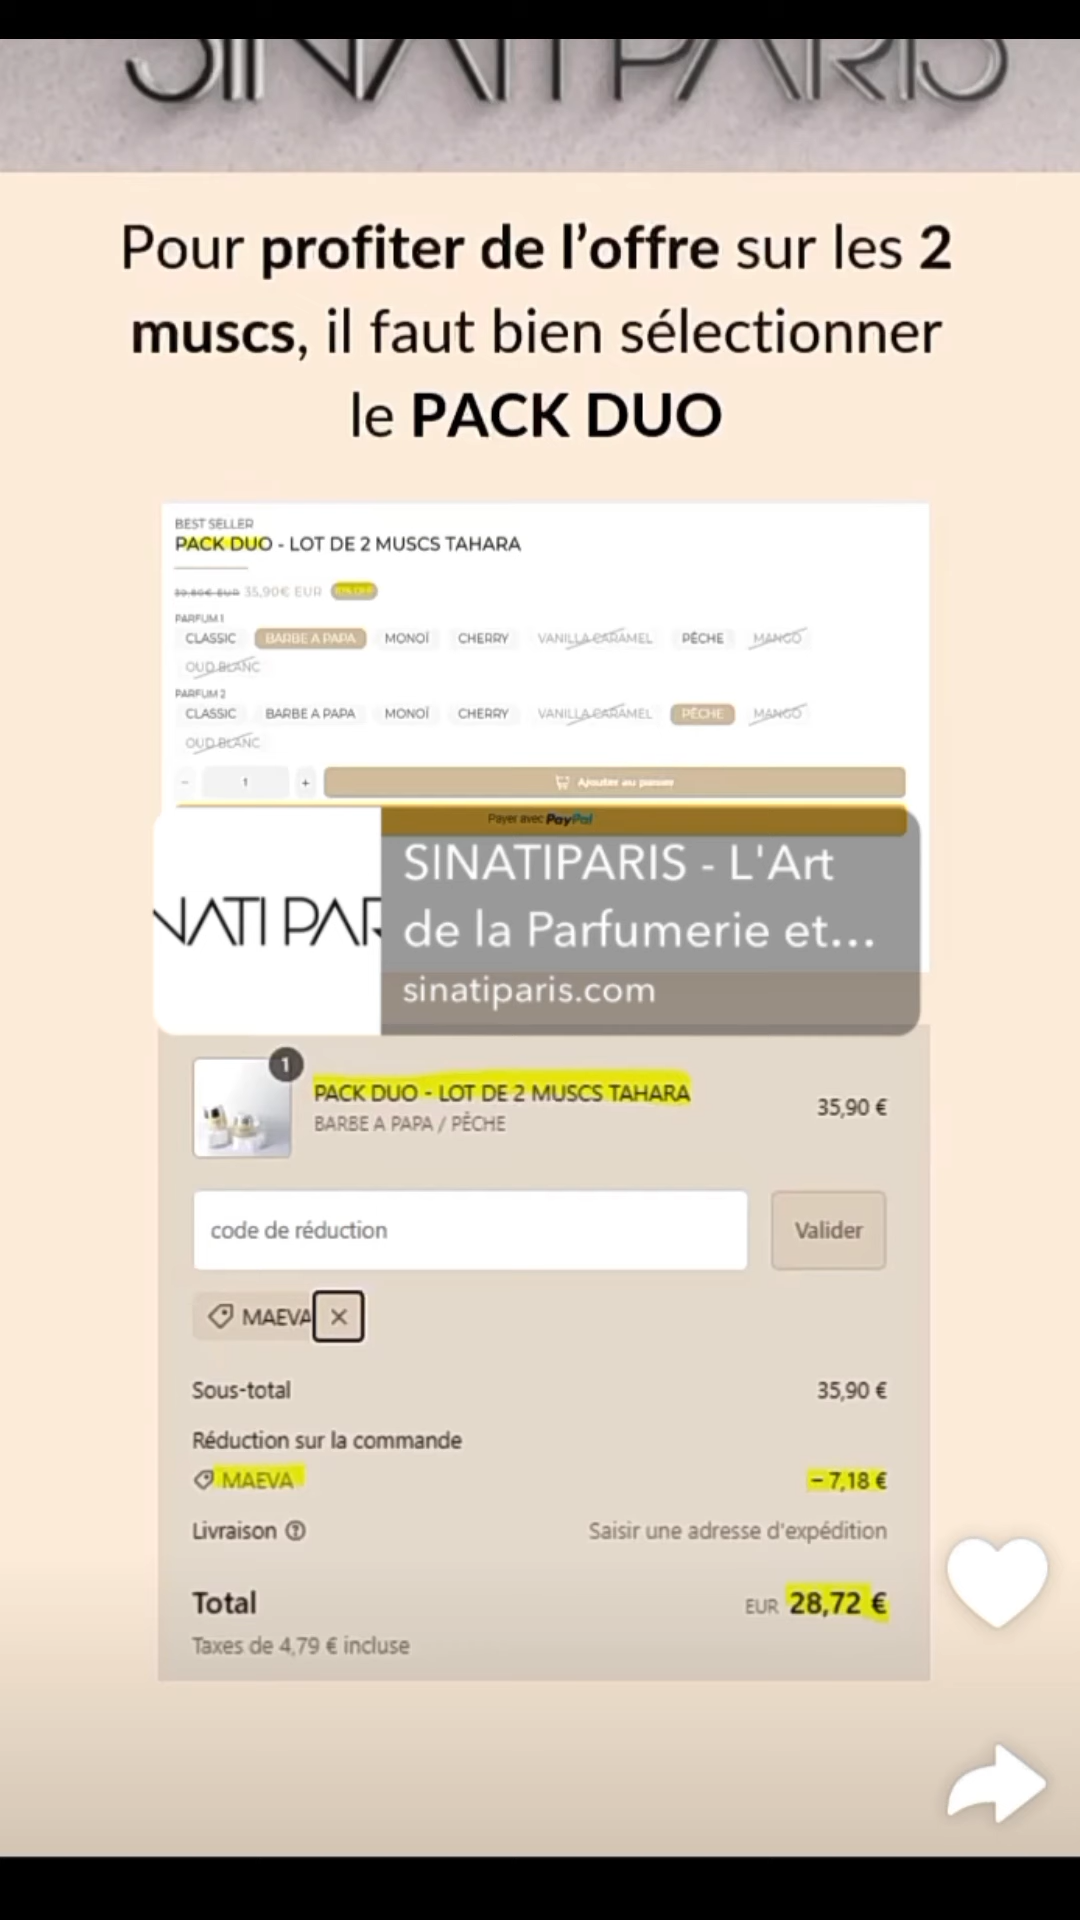 SINATI PARIS
Pour profiter de l’offre sur les 2
muscs, il faut bien sélectionner
le PACK DUO
BEST SELLER
PACK DUO - LOT DE 2 MUSCS TAHARA
39,80€ EUR 35,90€ EUR
PARFUM 1
CLASSIC BARBE A PAPA MONOÏ CHERRY VANILLA CARAMEL PÊCHE MANGO
OUD BLANC
PARFUM 2
CLASSIC BARBE A PAPA MONOÏ CHERRY VANILLA CARAMEL PÊCHE MANGO
OUD BLANC
- 1 + Ajouter au panier
Payer avec PayPal
NATI PAR
SINATIPARIS - L'Art
de la Parfumerie et...
sinatiparis.com
1
PACK DUO - LOT DE 2 MUSCS TAHARA
35,90 €
BARBE A PAPA / PÊCHE
code de réduction
Valider
MAEVA
Sous-total 35,90 €
Réduction sur la commande
MAEVA − 7,18 €
Livraison Saisir une adresse d'expédition
Total EUR 28,72 €
Taxes de 4,79 € incluse